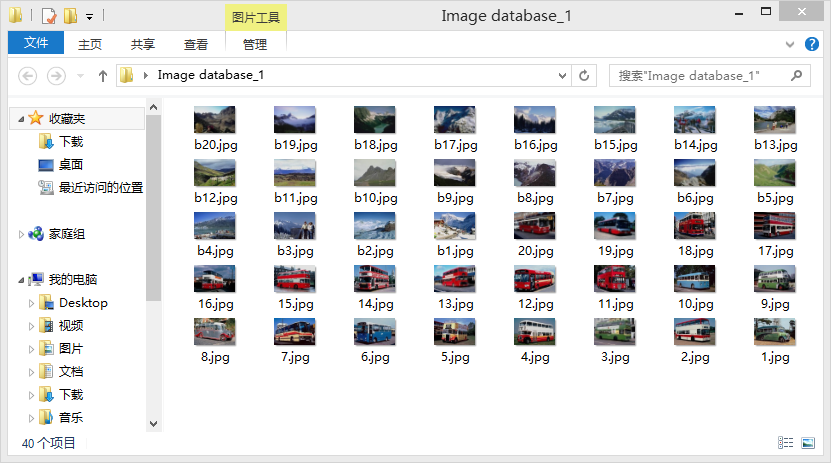 图片工具
Image database_1
文件
主页
共享
查看
管理
Image database_1
搜索"Image database_1"
收藏夹
下载
桌面
最近访问的位置
家庭组
我的电脑
Desktop
视频
图片
文档
下载
音乐
b20.jpg b19.jpg b18.jpg b17.jpg b16.jpg b15.jpg b14.jpg b13.jpg
b12.jpg b11.jpg b10.jpg b9.jpg b8.jpg b7.jpg b6.jpg b5.jpg
b4.jpg b3.jpg b2.jpg b1.jpg 20.jpg 19.jpg 18.jpg 17.jpg
16.jpg 15.jpg 14.jpg 13.jpg 12.jpg 11.jpg 10.jpg 9.jpg
8.jpg 7.jpg 6.jpg 5.jpg 4.jpg 3.jpg 2.jpg 1.jpg
40 个项目